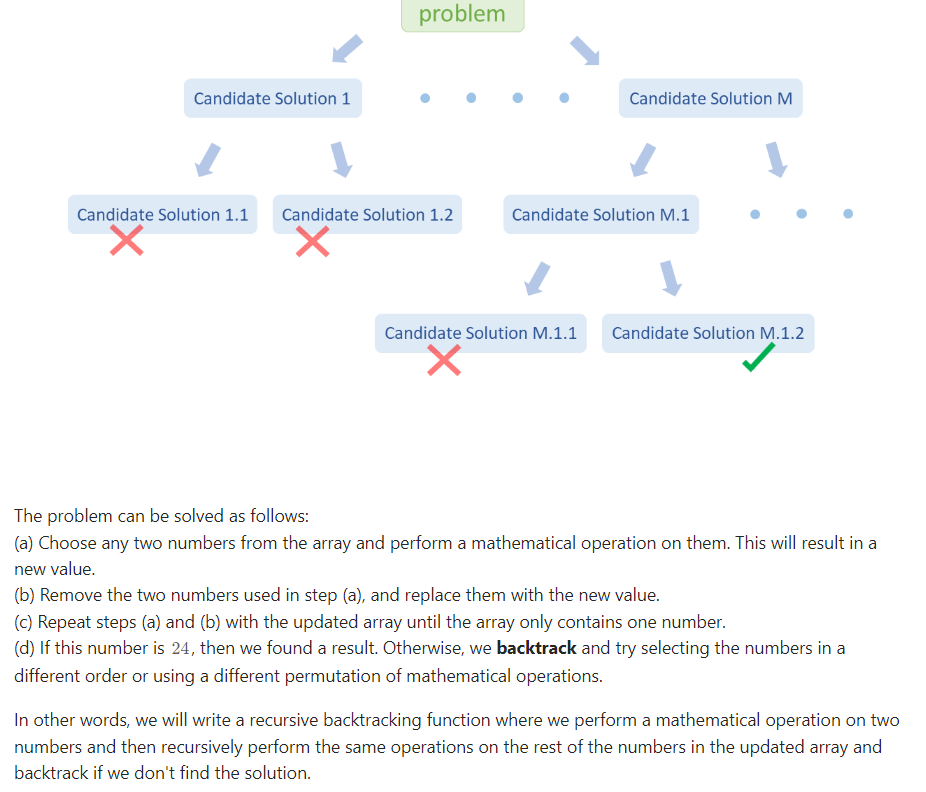 problem
Candidate Solution 1
Candidate Solution M
Candidate Solution 1.1
Candidate Solution 1.2
Candidate Solution M.1
Candidate Solution M.1.1
Candidate Solution M.1.2
The problem can be solved as follows:
(a) Choose any two numbers from the array and perform a mathematical operation on them. This will result in a
new value.
(b) Remove the two numbers used in step (a), and replace them with the new value.
(c) Repeat steps (a) and (b) with the updated array until the array only contains one number.
(d) If this number is 24, then we found a result. Otherwise, we backtrack and try selecting the numbers in a
different order or using a different permutation of mathematical operations.
In other words, we will write a recursive backtracking function where we perform a mathematical operation on two
numbers and then recursively perform the same operations on the rest of the numbers in the updated array and
backtrack if we don't find the solution.